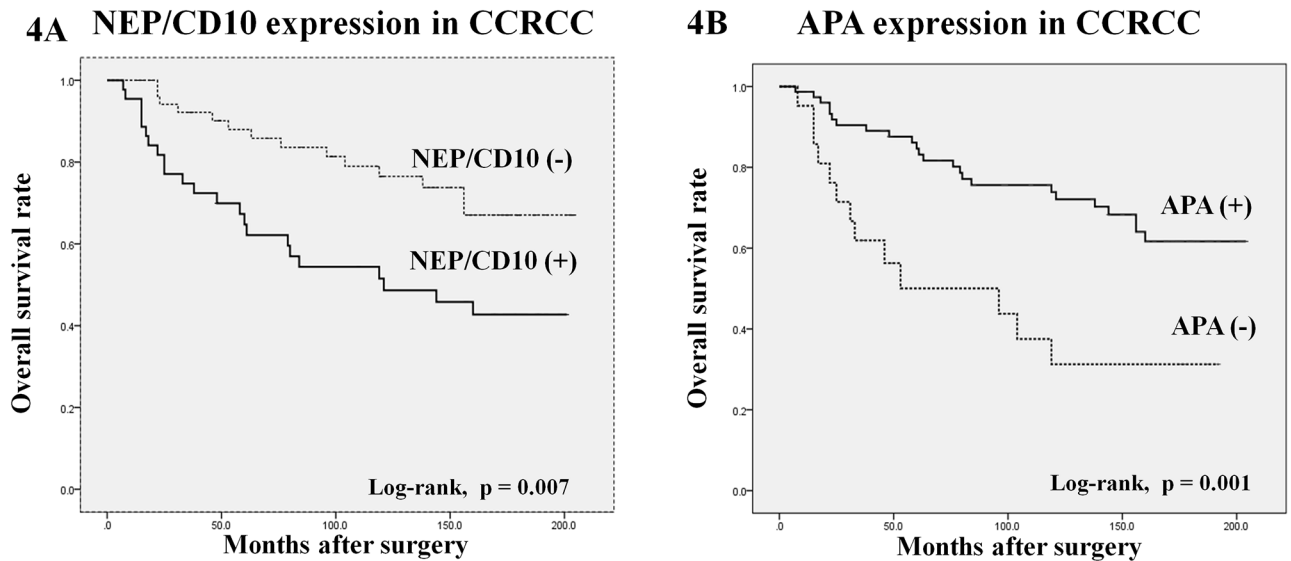 4A NEP/CD10 expression in CCRCC
Overall survival rate
1.0
0.8
0.6
0.4
0.2
0.0
NEP/CD10 (-)
NEP/CD10 (+)
Log-rank, p = 0.007
.0 50.0 100.0 150.0 200.0
Months after surgery
4B APA expression in CCRCC
Overall survival rate
1.0
0.8
0.6
0.4
0.2
0.0
APA (+)
APA (-)
Log-rank, p = 0.001
.0 50.0 100.0 150.0 200.0
Months after surgery